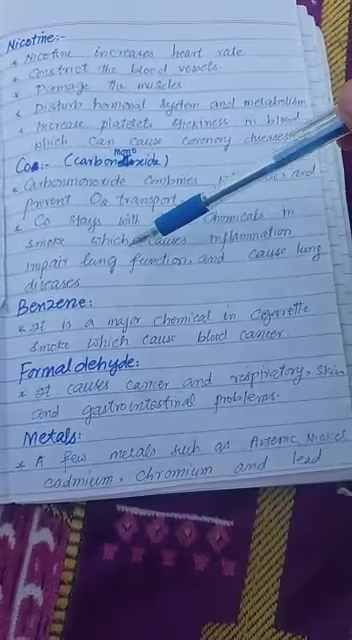 Nicotine:-
* Nicotine increases heart rate
* Constrict the blood vessels
* Damage the muscles
* Disturb hormonal system and metabolism
* Increase platelets stickiness in blood
which can cause coronery diseases
Co:- (carbon monoxide)
* Carbonmonoxide combines and
prevent O2 transport
* Co stays with chemicals in
smoke which causes inflammation
impair lung function, and cause lung
diseases
Benzene:
* It is a major chemical in Cigarette
smoke which cause blood cancer.
Formaldehyde:
* It causes cancer and respiratory, skin
and gastrointestinal problems.
Metals:
* A few metals such as Arsenic Nickel
cadmium, chromium and lead